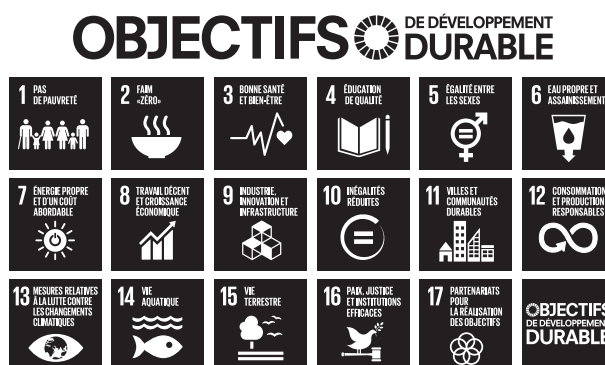 OBJECTIFS DE DÉVELOPPEMENT
DURABLE
1 PAS
DE PAUVRETÉ
2 FAIM
«ZÉRO»
3 BONNE SANTÉ
ET BIEN-ÊTRE
4 ÉDUCATION
DE QUALITÉ
5 ÉGALITÉ ENTRE
LES SEXES
6 EAU PROPRE ET
ASSAINISSEMENT
7 ÉNERGIE PROPRE
ET D'UN COÛT
ABORDABLE
8 TRAVAIL DÉCENT
ET CROISSANCE
ÉCONOMIQUE
9 INDUSTRIE,
INNOVATION ET
INFRASTRUCTURE
10 INÉGALITÉS
RÉDUITES
11 VILLES ET
COMMUNAUTÉS
DURABLES
12 CONSOMMATION
ET PRODUCTION
RESPONSABLES
13 MESURES RELATIVES
À LA LUTTE CONTRE
LES CHANGEMENTS
CLIMATIQUES
14 VIE
AQUATIQUE
15 VIE
TERRESTRE
16 PAIX, JUSTICE
ET INSTITUTIONS
EFFICACES
17 PARTENARIATS
POUR
LA RÉALISATION
DES OBJECTIFS
OBJECTIFS
DE DÉVELOPPEMENT
DURABLE